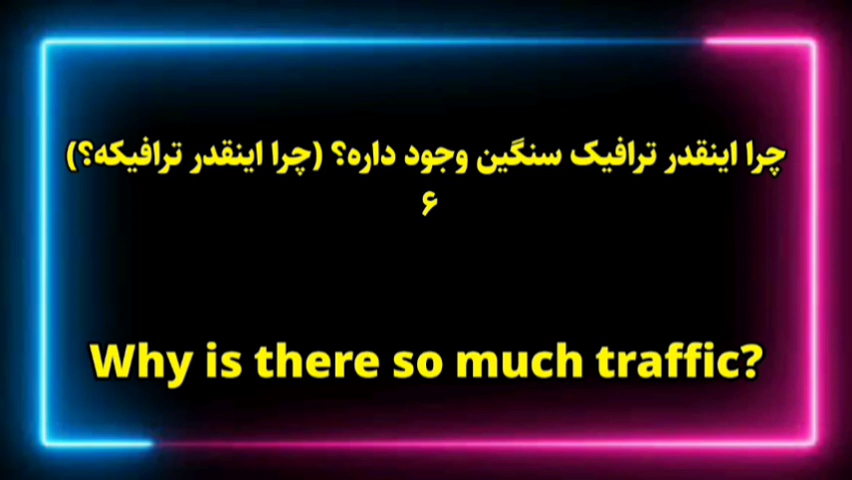 چرا اینقدر ترافیک سنگین وجود داره؟ (چرا اینقدر ترافیکه؟)
۶
Why is there so much traffic?